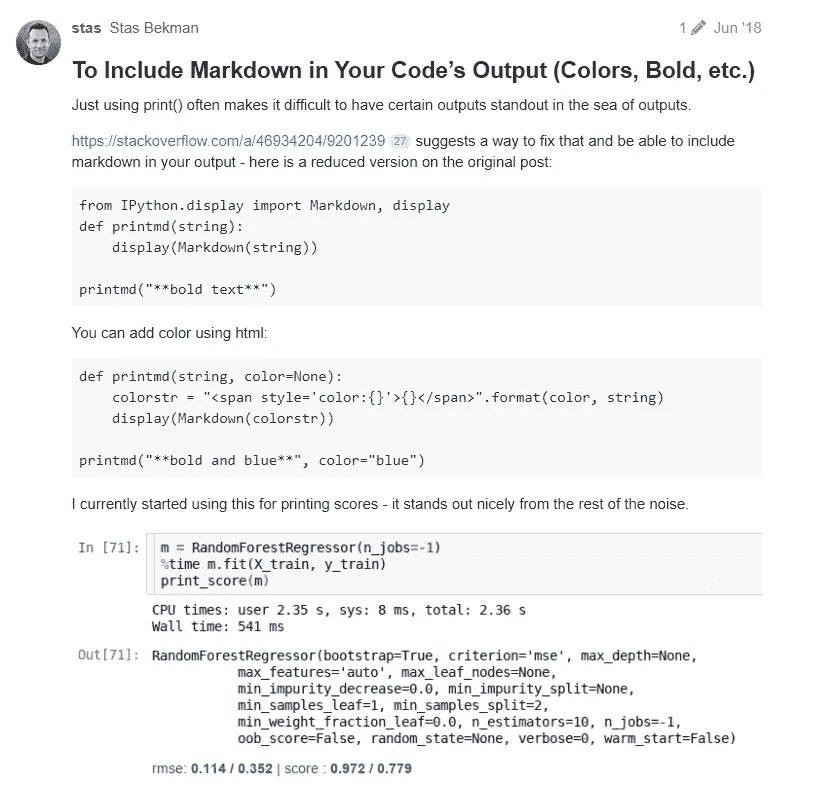 stas Stas Bekman 1 Jun '18
To Include Markdown in Your Code’s Output (Colors, Bold, etc.)
Just using print() often makes it difficult to have certain outputs standout in the sea of outputs.
https://stackoverflow.com/a/46934204/9201239 27 suggests a way to fix that and be able to include
markdown in your output - here is a reduced version on the original post:
from IPython.display import Markdown, display
def printmd(string):
    display(Markdown(string))
printmd("**bold text**")
You can add color using html:
def printmd(string, color=None):
    colorstr = "<span style='color:{}'>{}</span>".format(color, string)
    display(Markdown(colorstr))
printmd("**bold and blue**", color="blue")
I currently started using this for printing scores - it stands out nicely from the rest of the noise.
In [71]: m = RandomForestRegressor(n_jobs=-1)
%time m.fit(X_train, y_train)
print_score(m)
CPU times: user 2.35 s, sys: 8 ms, total: 2.36 s
Wall time: 541 ms
Out[71]: RandomForestRegressor(bootstrap=True, criterion='mse', max_depth=None,
max_features='auto', max_leaf_nodes=None,
min_impurity_decrease=0.0, min_impurity_split=None,
min_samples_leaf=1, min_samples_split=2,
min_weight_fraction_leaf=0.0, n_estimators=10, n_jobs=-1,
oob_score=False, random_state=None, verbose=0, warm_start=False)
rmse: 0.114 / 0.352 | score : 0.972 / 0.779